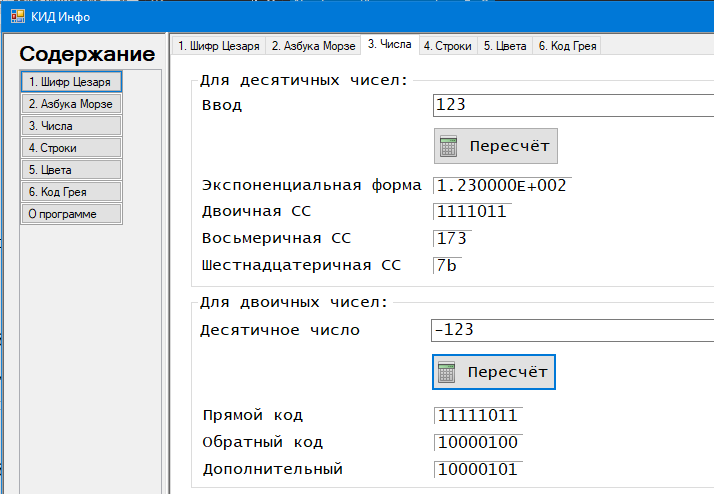 КИД Инфо
Содержание
1. Шифр Цезаря
2. Азбука Морзе
3. Числа
4. Строки
5. Цвета
6. Код Грея
О программе
1. Шифр Цезаря 2. Азбука Морзе 3. Числа 4. Строки 5. Цвета 6. Код Грея
Для десятичных чисел:
Ввод 123
Пересчёт
Экспоненциальная форма 1.230000E+002
Двоичная СС 1111011
Восьмеричная СС 173
Шестнадцатеричная СС 7b
Для двоичных чисел:
Десятичное число -123
Пересчёт
Прямой код 11111011
Обратный код 10000100
Дополнительный 10000101